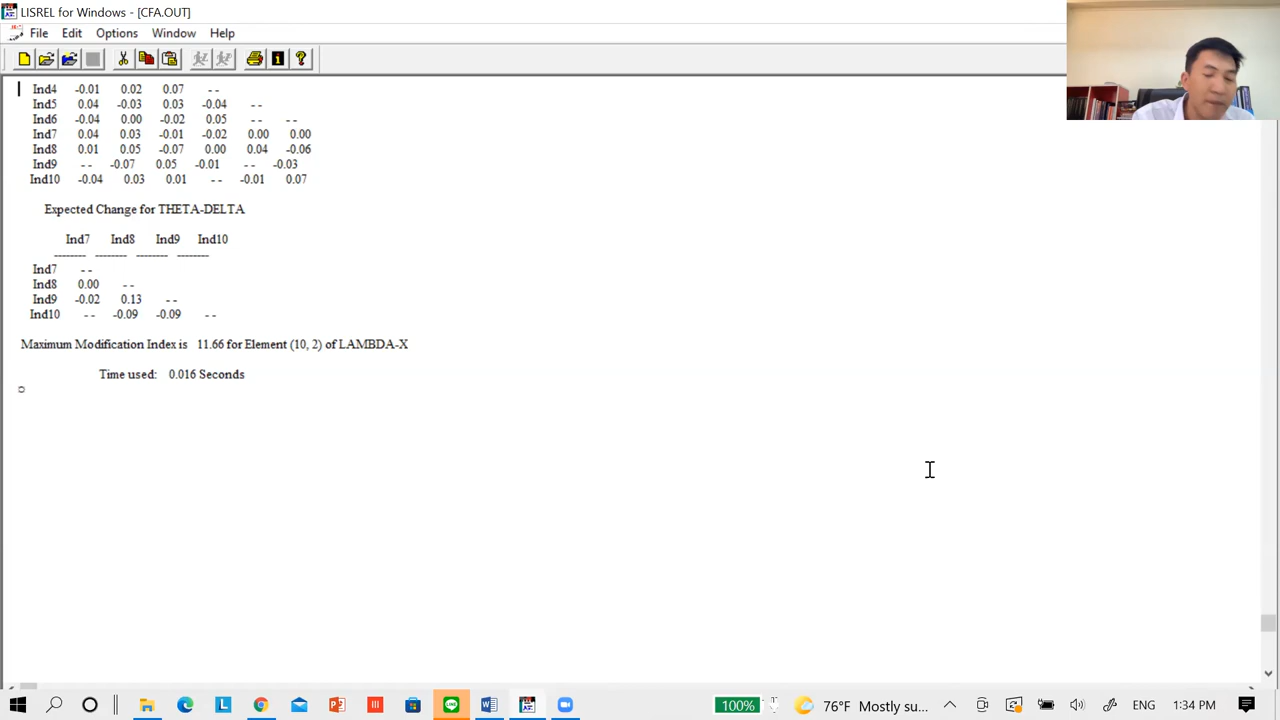 LISREL for Windows - [CFA.OUT]
File Edit Options Window Help
Ind4 -0.01 0.02 0.07 - -
Ind5 0.04 -0.03 0.03 -0.04 - -
Ind6 -0.04 0.00 -0.02 0.05 - - - -
Ind7 0.04 0.03 -0.01 -0.02 0.00 0.00
Ind8 0.01 0.05 -0.07 0.00 0.04 -0.06
Ind9 - - -0.07 0.05 -0.01 - - -0.03
Ind10 -0.04 0.03 0.01 - - -0.01 0.07
Expected Change for THETA-DELTA
Ind7 Ind8 Ind9 Ind10
-------- -------- -------- --------
Ind7 - -
Ind8 0.00 - -
Ind9 -0.02 0.13 - -
Ind10 - - -0.09 -0.09 - -
Maximum Modification Index is 11.66 for Element (10, 2) of LAMBDA-X
Time used: 0.016 Seconds
100% 76°F Mostly su... ENG 1:34 PM